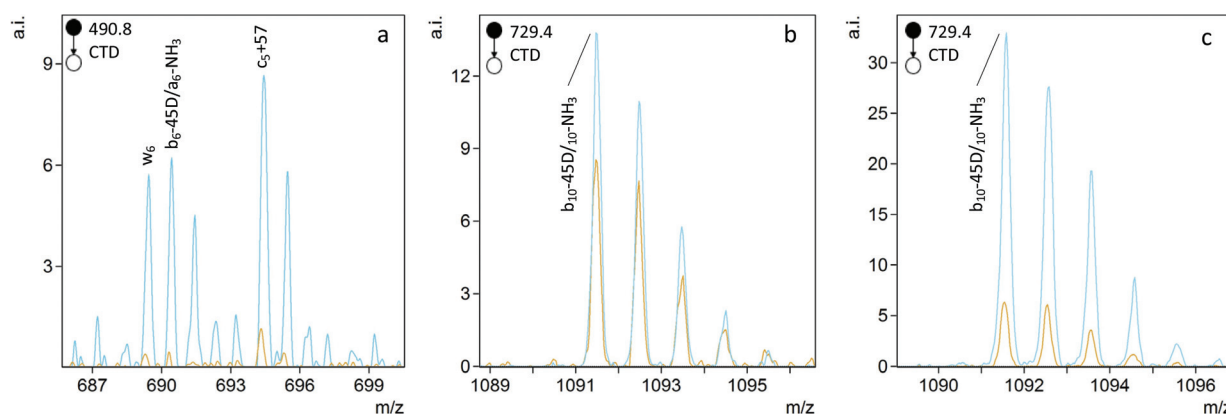 a.i.
490.8
CTD
a
w₆
b₆-45D/a₆-NH₃
c₅+57
9
6
3
687
690
693
696
699
m/z
a.i.
729.4
CTD
b
b₁₀-45D/₁₀-NH₃
12
9
6
3
0
1089
1091
1093
1095
m/z
a.i.
729.4
CTD
c
b₁₀-45D/₁₀-NH₃
30
25
20
15
10
5
0
1090
1092
1094
1096
m/z